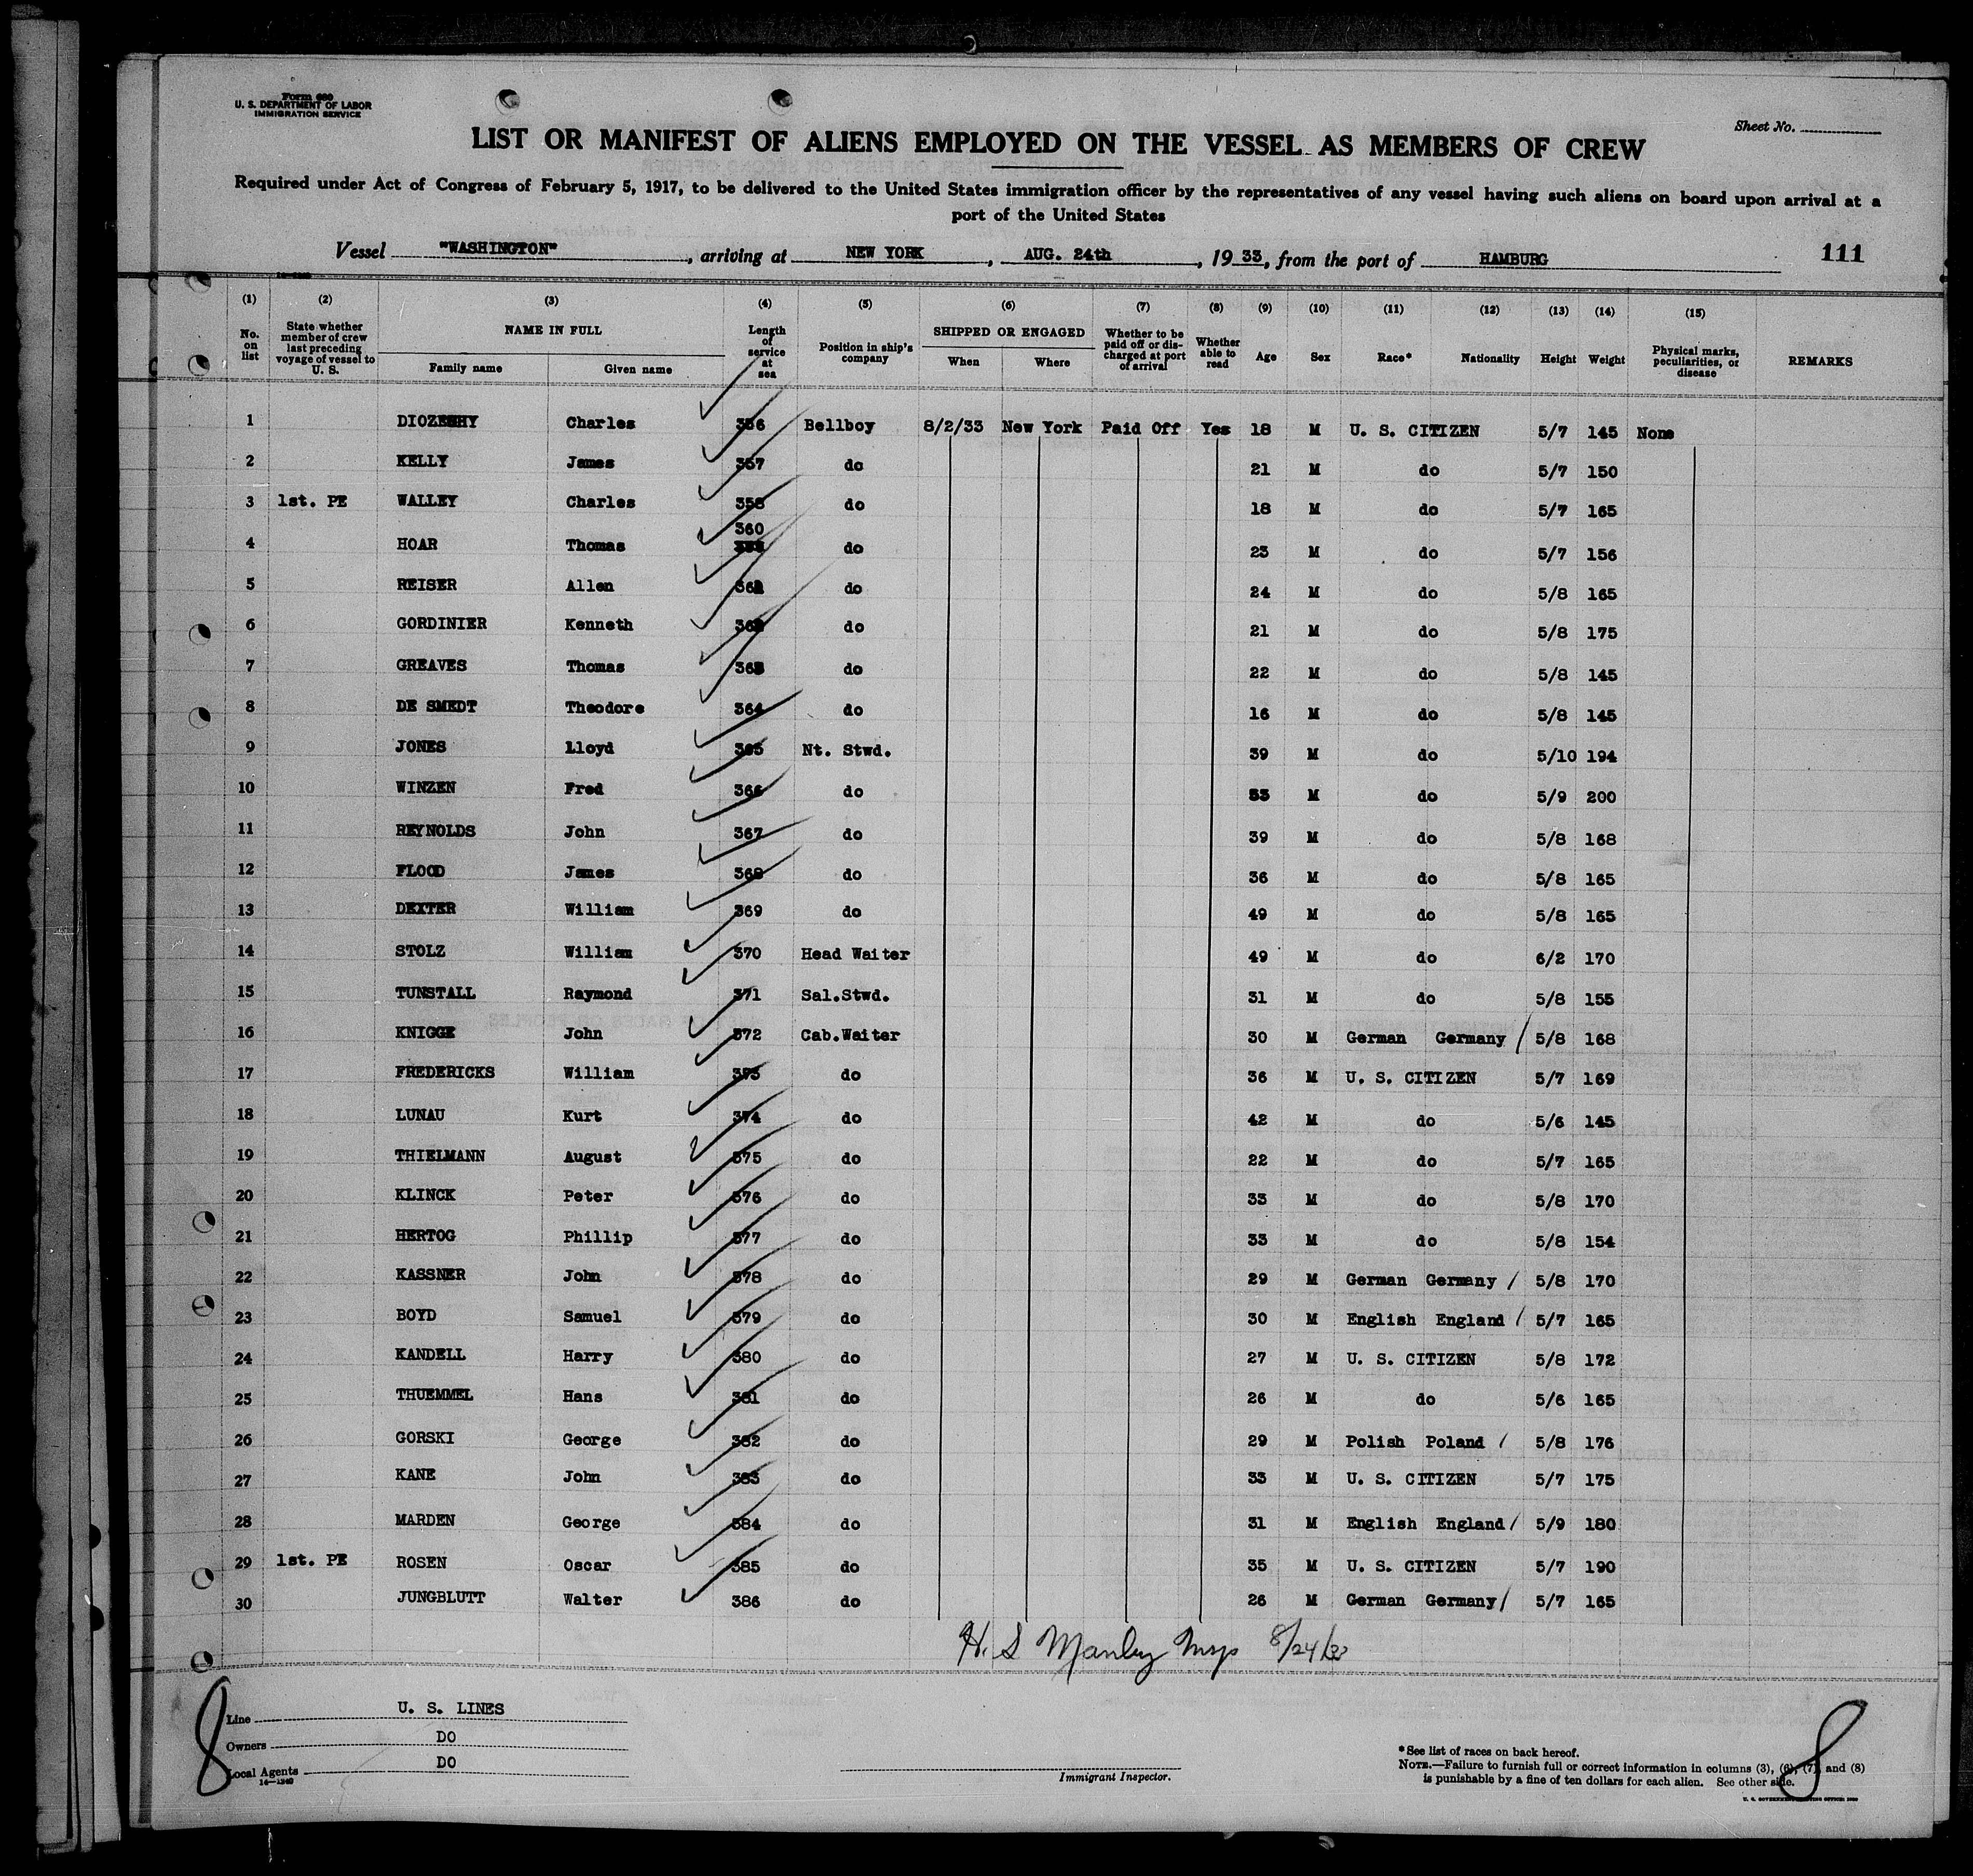 Form 680
U. S. DEPARTMENT OF LABOR
IMMIGRATION SERVICE
Sheet No.
LIST OR MANIFEST OF ALIENS EMPLOYED ON THE VESSEL AS MEMBERS OF CREW
Required under Act of Congress of February 5, 1917, to be delivered to the United States immigration officer by the representatives of any vessel having such aliens on board upon arrival at a
port of the United States
Vessel "WASHINGTON", arriving at NEW YORK, AUG. 24th, 1933, from the port of HAMBURG 111
(1) (2) (3) (4) (5) (6) (7) (8) (9) (10) (11) (12) (13) (14) (15)
No. on list State whether member of crew last preceding voyage of vessel to U. S. NAME IN FULL Family name Given name Length of service at sea Position in ship's company SHIPPED OR ENGAGED When Where Whether to be paid off or discharged at port of arrival Whether able to read Age Sex Race* Nationality Height Weight Physical marks, peculiarities, or disease REMARKS
1 Charles 356 Bellboy 8/2/33 New York Paid Off Yes 18 M U. S. CITIZEN 5/7 145 None
2 KELLY James 357 do 21 M do 5/7 150
3 1st. PE WALLEY Charles 358 do 18 M do 5/7 165
4 HOAR Thomas 360 do 23 M do 5/7 156
5 REISER Allen 361 do 24 M do 5/8 165
6 GORDINIER Kenneth 362 do 21 M do 5/8 175
7 GREAVES Thomas 363 do 22 M do 5/8 145
8 DE SMEDT Theodore 364 do 16 M do 5/8 145
9 JONES Lloyd 365 Nt. Stwd. 39 M do 5/10 194
10 WINZEN Fred 366 do 33 M do 5/9 200
11 REYNOLDS John 367 do 39 M do 5/8 168
12 FLOOD James 368 do 36 M do 5/8 165
13 DEXTER William 369 do 49 M do 5/8 165
14 STOLZ William 370 Head Waiter 49 M do 6/2 170
15 TUNSTALL Raymond 371 Sal.Stwd. 31 M do 5/8 155
16 KNIGGE John 372 Cab.Waiter 30 M German Germany / 5/8 168
17 FREDERICKS William 373 do 36 M U. S. CITIZEN 5/7 169
18 LUNAU Kurt 374 do 42 M do 5/6 145
19 THIELMANN August 375 do 22 M do 5/7 165
20 KLINCK Peter 376 do 33 M do 5/8 170
21 HERTOG Phillip 377 do 33 M do 5/8 154
22 KASSNER John 378 do 29 M German Germany / 5/8 170
23 BOYD Samuel 379 do 30 M English England / 5/7 165
24 KANDELL Harry 380 do 27 M U. S. CITIZEN 5/8 172
25 THUEMMEL Hans 381 do 26 M do 5/6 165
26 GORSKI George 382 do 29 M Polish Poland / 5/8 176
27 KANE John 383 do 33 M U. S. CITIZEN 5/7 175
28 MARDEN George 384 do 31 M English England / 5/9 180
29 1st. PE ROSEN Oscar 385 do 35 M U. S. CITIZEN 5/7 190
30 JUNGBLUTT Walter 386 do 26 M German Germany / 5/7 165
H. S Manley 8/24/33
8 8
Line U. S. LINES
Owners DO
Local Agents DO
14—1240
Immigrant Inspector.
*See list of races on back hereof.
NOTE.—Failure to furnish full or correct information in columns (3), (6), (7) and (8)
is punishable by a fine of ten dollars for each alien. See other side.